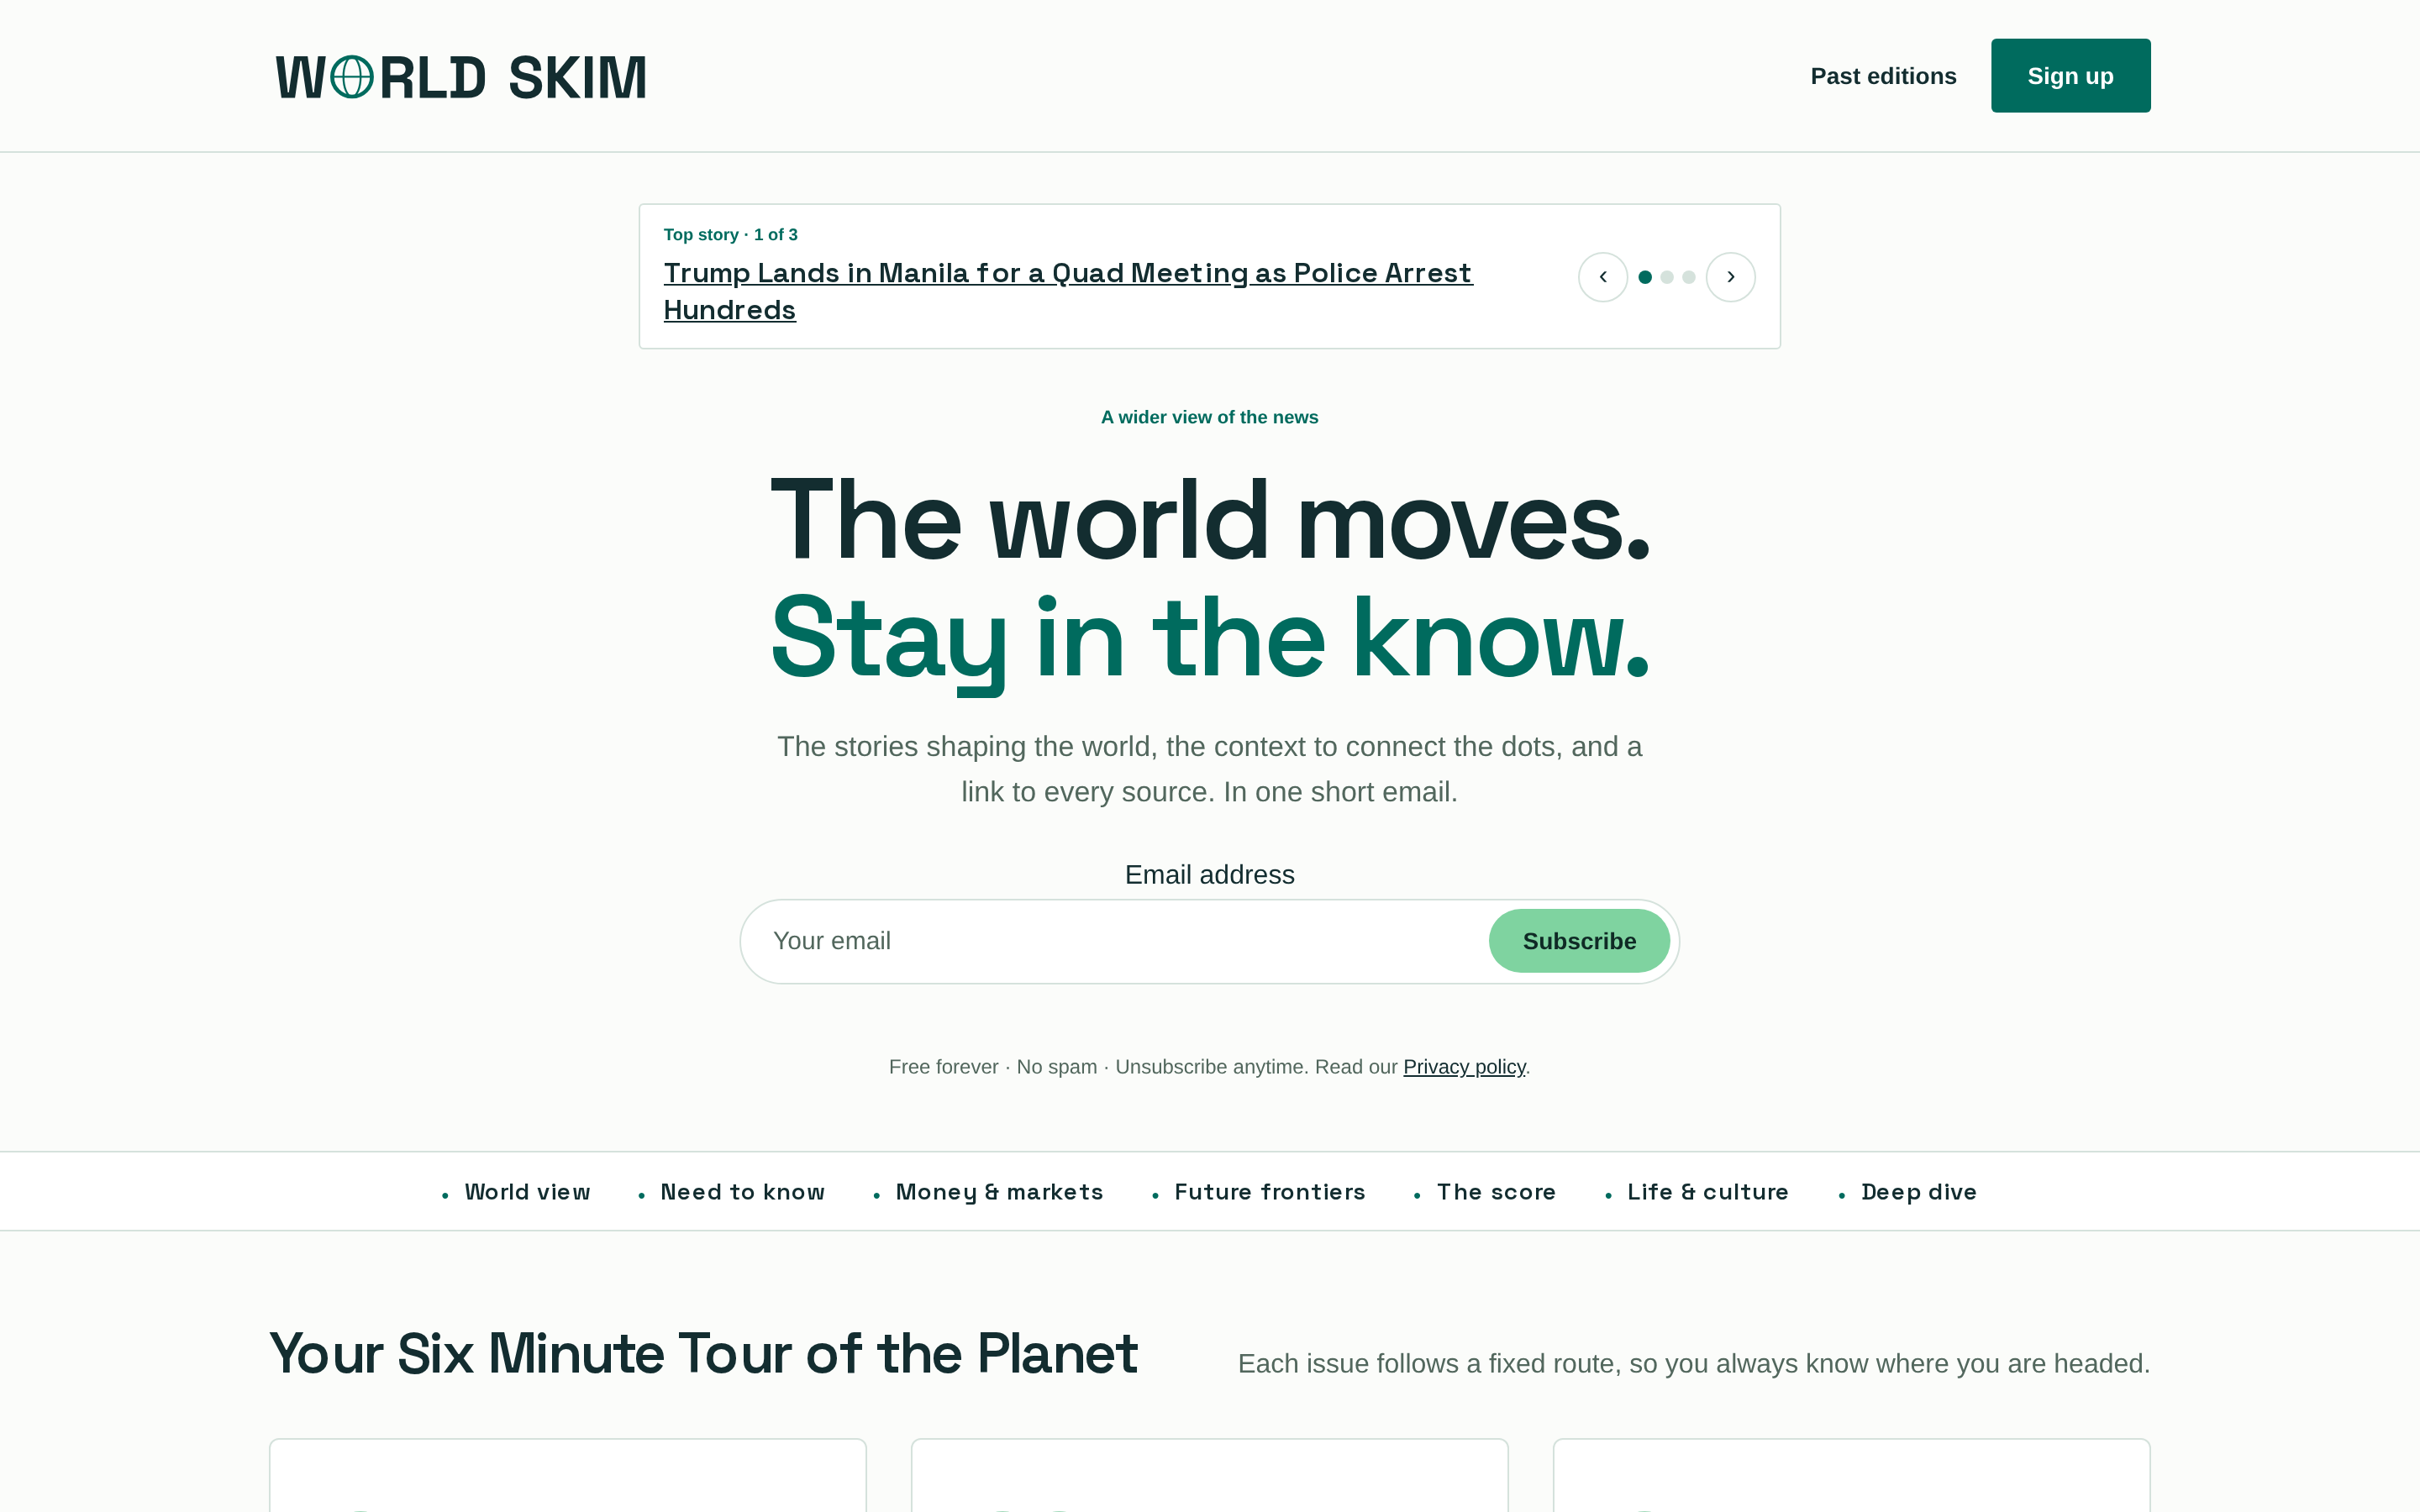 WORLD SKIM
Past editions
Sign up
Top story · 1 of 3
Trump Lands in Manila for a Quad Meeting as Police Arrest
Hundreds
‹
›
A wider view of the news
The world moves.
Stay in the know.
The stories shaping the world, the context to connect the dots, and a
link to every source. In one short email.
Email address
Your email
Subscribe
Free forever · No spam · Unsubscribe anytime. Read our Privacy policy.
• World view • Need to know • Money & markets • Future frontiers • The score • Life & culture • Deep dive
Your Six Minute Tour of the Planet
Each issue follows a fixed route, so you always know where you are headed.